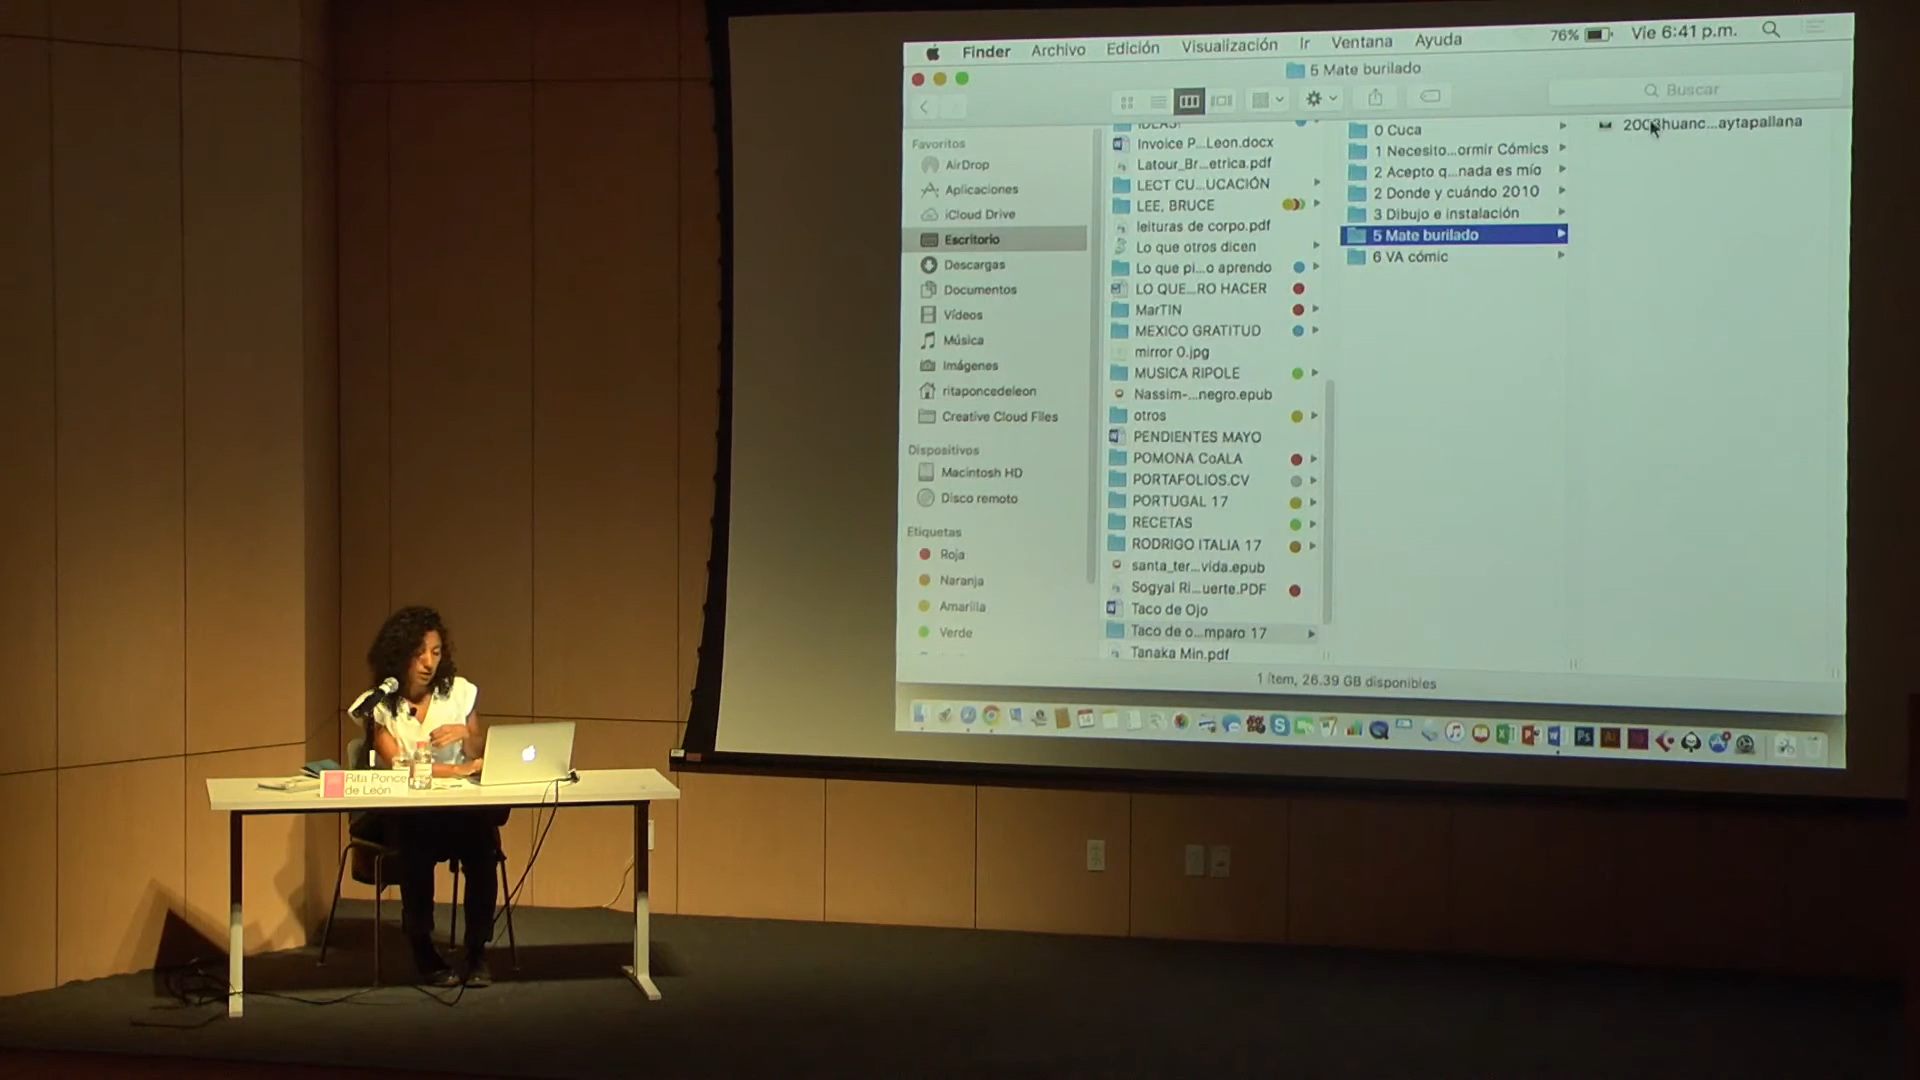 Finder Archivo Edición Visualización Ir Ventana Ayuda 76% Vie 6:41 p.m.
5 Mate burilado
Buscar
Favoritos
AirDrop
Aplicaciones
iCloud Drive
Escritorio
Descargas
Documentos
Vídeos
Música
Imágenes
ritaponcedeleon
Creative Cloud Files
Dispositivos
Macintosh HD
Disco remoto
Etiquetas
Roja
Naranja
Amarilla
Verde
IDEAS!
Invoice P...Leon.docx
Latour_Br...etrica.pdf
LECT CU...UCACIÓN
LEE, BRUCE
leituras de corpo.pdf
Lo que otros dicen
Lo que pi...o aprendo
LO QUE...RO HACER
MarTIN
MEXICO GRATITUD
mirror 0.jpg
MUSICA RIPOLE
Nassim-...negro.epub
otros
PENDIENTES MAYO
POMONA CoALA
PORTAFOLIOS.CV
PORTUGAL 17
RECETAS
RODRIGO ITALIA 17
santa_ter...vida.epub
Sogyal Ri...uerte.PDF
Taco de Ojo
Taco de o...mparo 17
Tanaka Min.pdf
0 Cuca
1 Necesito...ormir Cómics
2 Acepto q...nada es mío
2 Donde y cuándo 2010
3 Dibujo e instalación
5 Mate burilado
6 VA cómic
1 ítem, 26.39 GB disponibles
Rita Ponce
de León